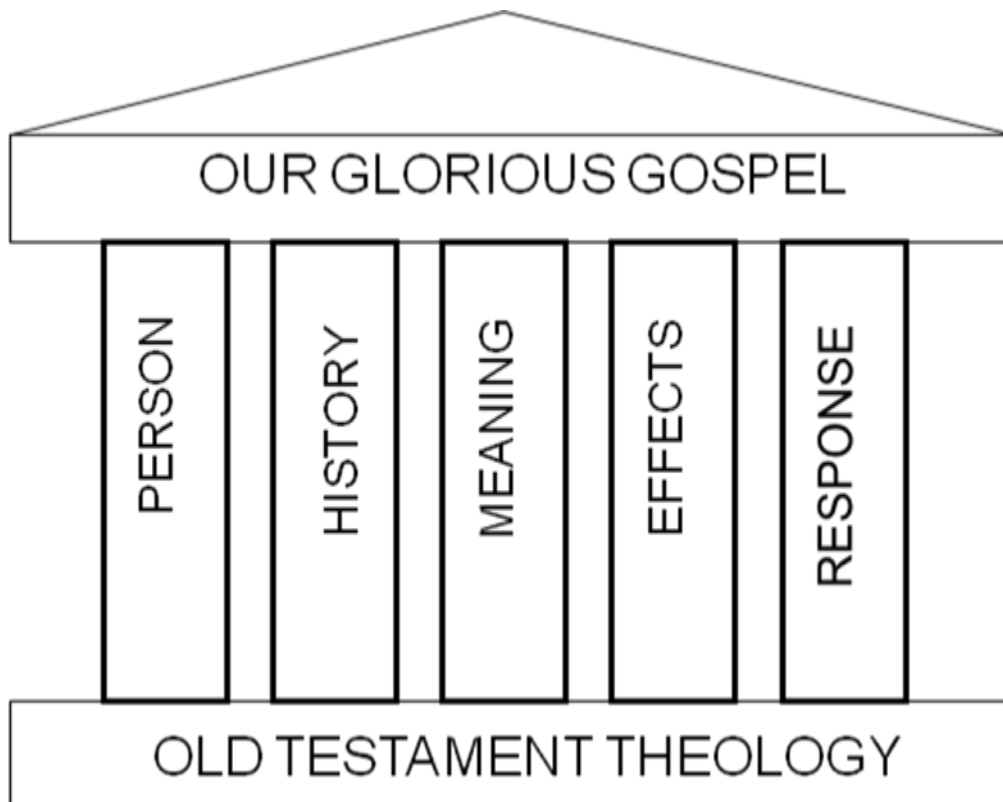 OUR GLORIOUS GOSPEL
PERSON
HISTORY
MEANING
EFFECTS
RESPONSE
OLD TESTAMENT THEOLOGY